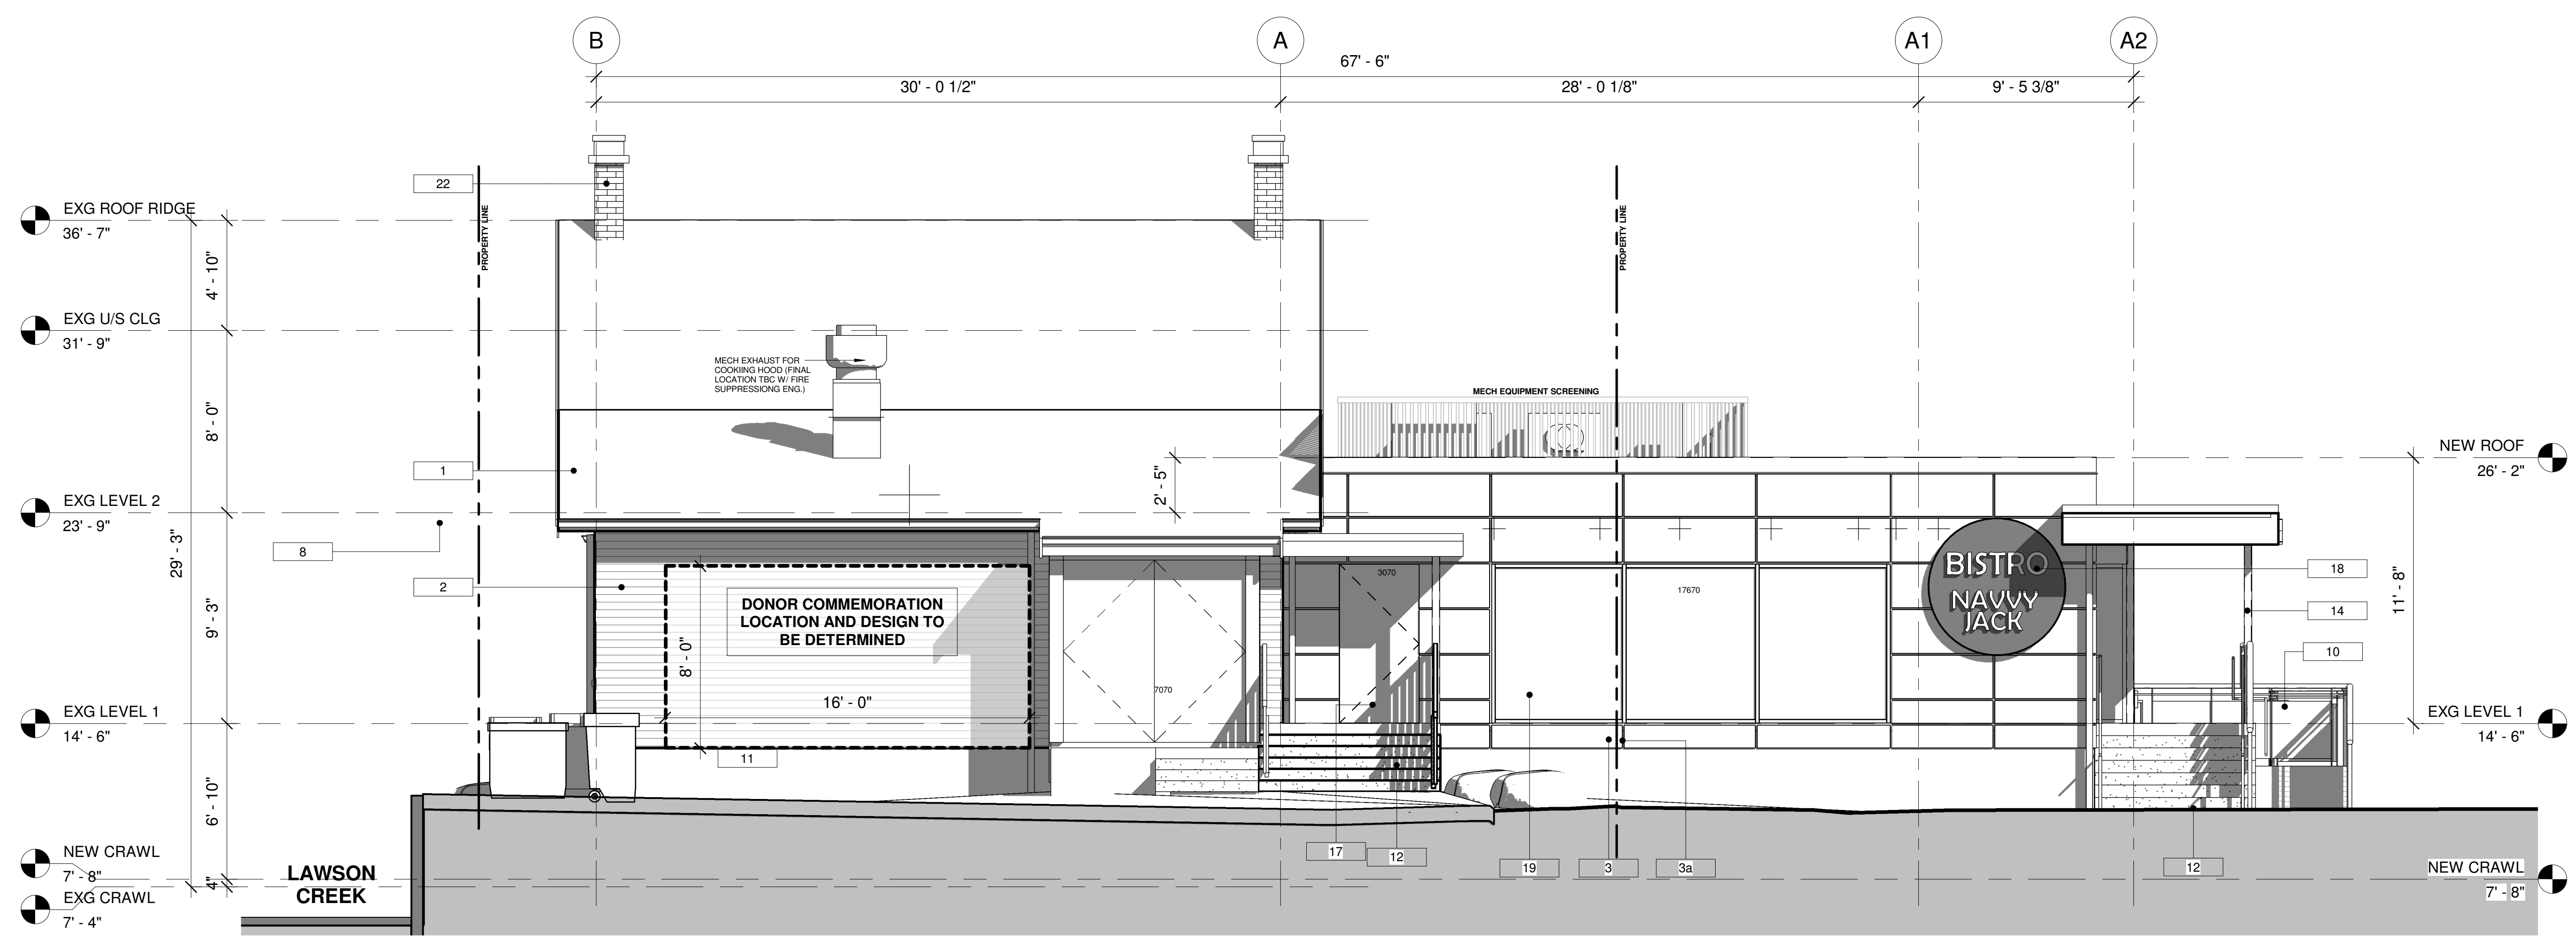 B
A
A1
A2
67' - 6"
30' - 0 1/2"
28' - 0 1/8"
9' - 5 3/8"
22
EXG ROOF RIDGE
36' - 7"
PROPERTY LINE
PROPERTY LINE
4' - 10"
EXG U/S CLG
31' - 9"
MECH EXHAUST FOR
COOKIING HOOD (FINAL
LOCATION TBC W/ FIRE
SUPPRESSIONG ENG.)
MECH EQUIPMENT SCREENING
8' - 0"
NEW ROOF
26' - 2"
1
2' - 5"
EXG LEVEL 2
23' - 9"
29' - 3"
8
BISTRO
NAVVY
JACK
18
3070
17670
2
11' - 8"
14
DONOR COMMEMORATION
LOCATION AND DESIGN TO
BE DETERMINED
9' - 3"
8' - 0"
10
7070
16' - 0"
EXG LEVEL 1
14' - 6"
EXG LEVEL 1
14' - 6"
11
6' - 10"
17
12
19
3
3a
12
NEW CRAWL
7' - 8"
4"
EXG CRAWL
7' - 4"
LAWSON
CREEK
NEW CRAWL
7' - 8"